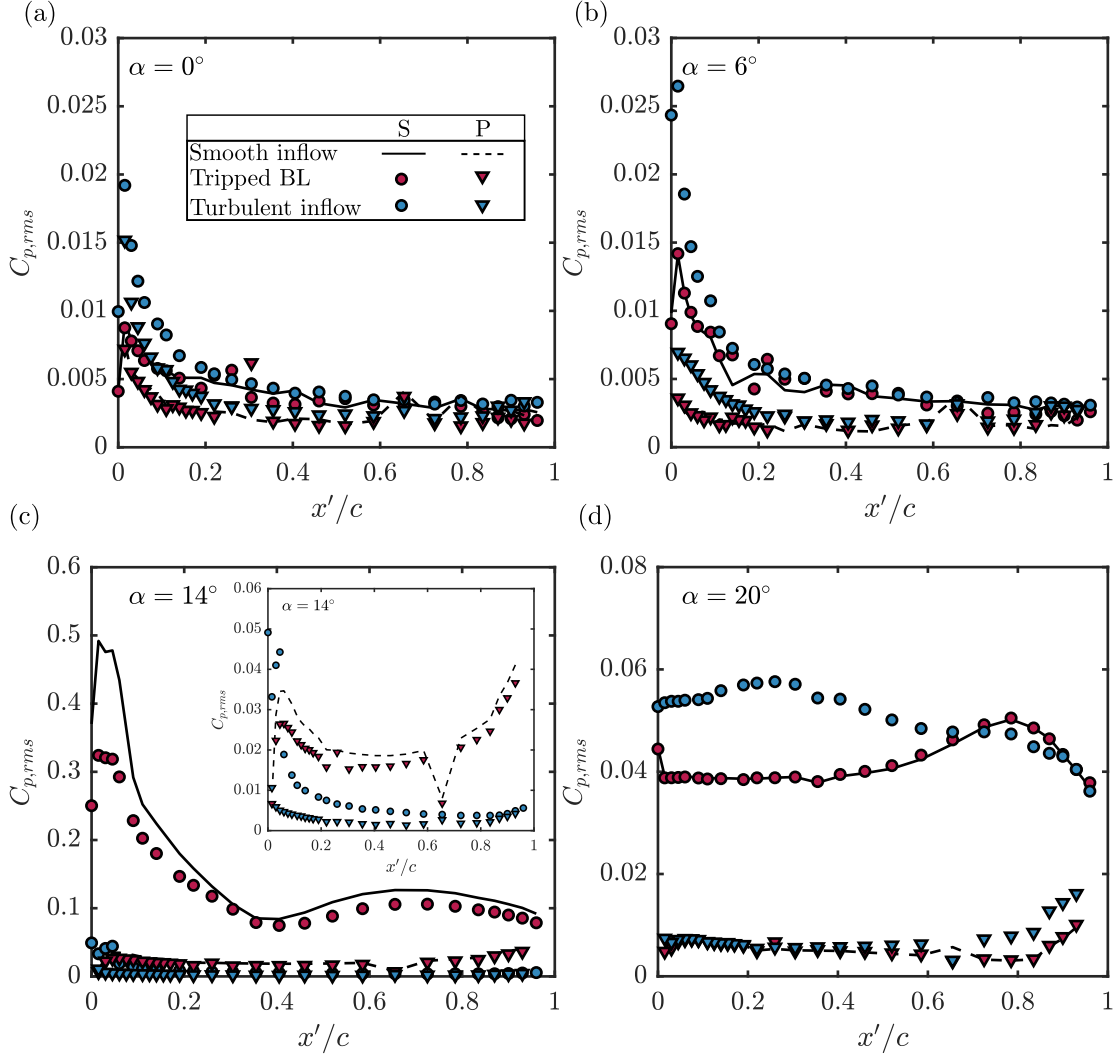 (a)
α = 0°
0.03
0.025
0.02
0.015
0.01
0.005
0
C_{p,rms}
S P
Smooth inflow
Tripped BL
Turbulent inflow
0 0.2 0.4 0.6 0.8 1
x′/c
(b)
α = 6°
0.03
0.025
0.02
0.015
0.01
0.005
0
C_{p,rms}
0 0.2 0.4 0.6 0.8 1
x′/c
(c)
α = 14°
0.6
0.5
0.4
0.3
0.2
0.1
0
C_{p,rms}
0 0.2 0.4 0.6 0.8 1
x′/c
α = 14°
0.06
0.05
0.04
0.03
0.02
0.01
0
C_{p,rms}
0 0.2 0.4 0.6 0.8 1
x′/c
(d)
α = 20°
0.08
0.06
0.04
0.02
0
C_{p,rms}
0 0.2 0.4 0.6 0.8 1
x′/c